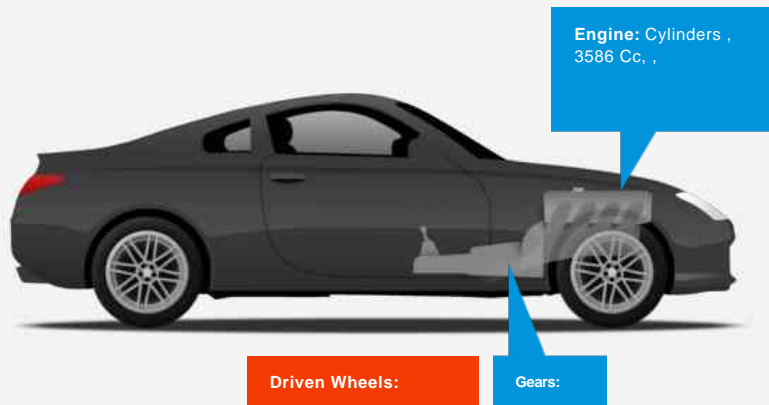 Engine: Cylinders ,
3586 Cc, ,
Driven Wheels:
Gears: